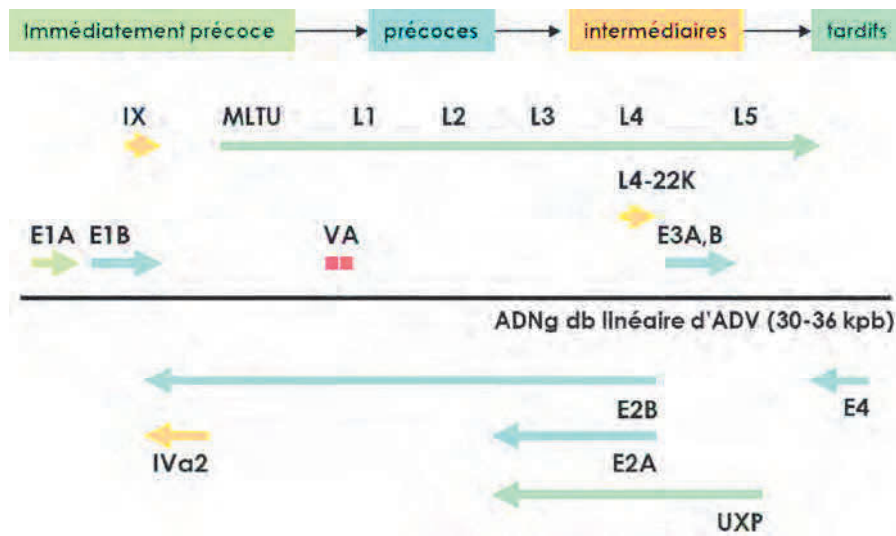 Immédiatement précoce précoces intermédiaires tardifs
IX MLTU L1 L2 L3 L4 L5
L4-22K
E1A E1B VA E3A,B
ADNg db linéaire d'ADV (30-36 kpb)
E2B E4
IVa2 E2A
UXP